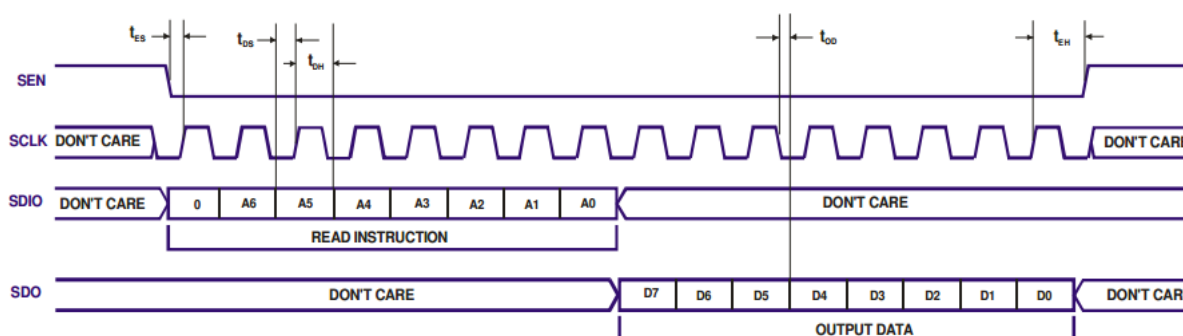 tES tDS tDH tOD tEH
SEN
SCLK DON'T CARE DON'T CARE
SDIO DON'T CARE 0 A6 A5 A4 A3 A2 A1 A0 DON'T CARE
READ INSTRUCTION
SDO DON'T CARE D7 D6 D5 D4 D3 D2 D1 D0 DON'T CAR
OUTPUT DATA